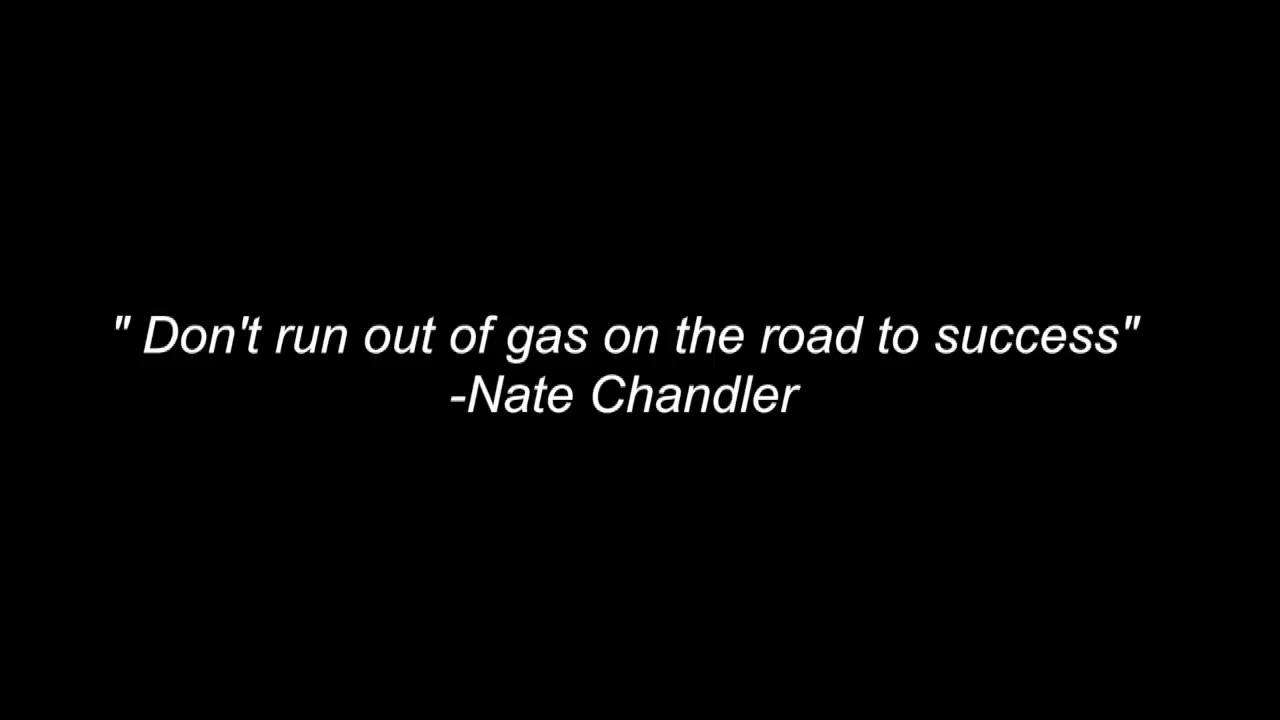 " Don't run out of gas on the road to success"
-Nate Chandler